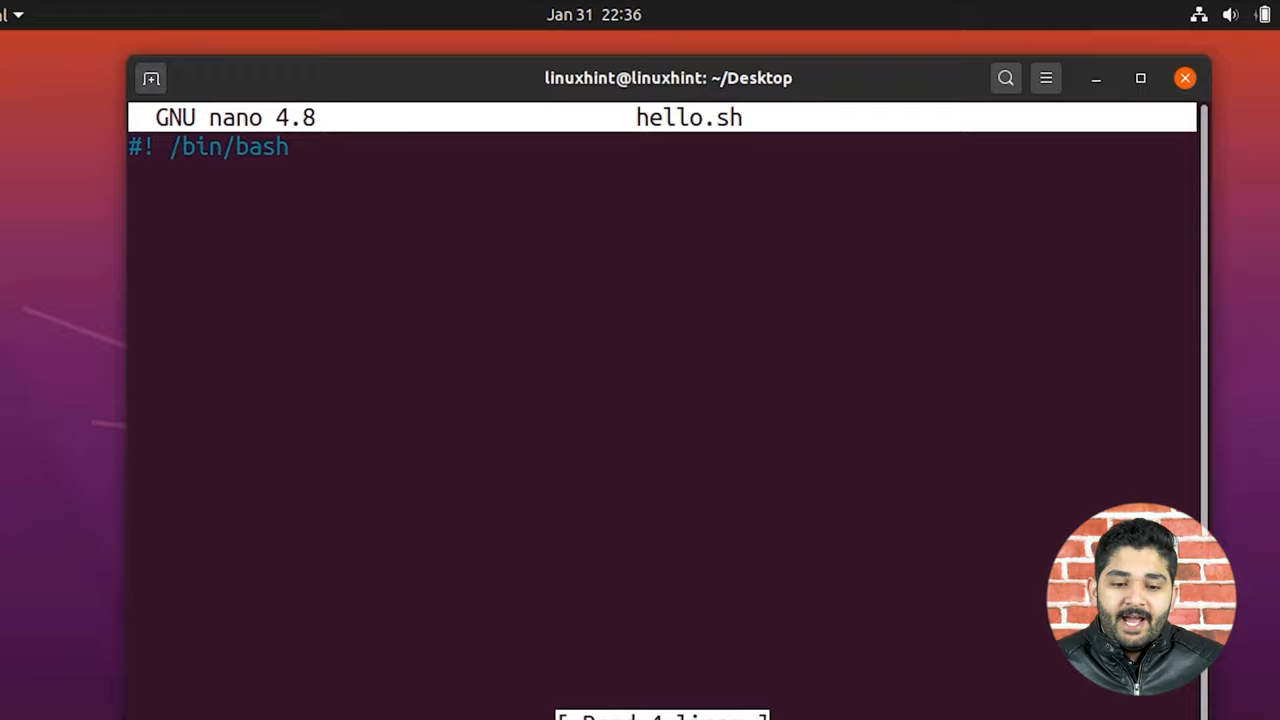 Jan 31 22:36
linuxhint@linuxhint: ~/Desktop
GNU nano 4.8 hello.sh
#! /bin/bash